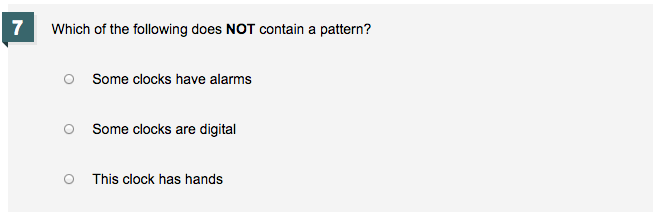 7 Which of the following does NOT contain a pattern?
Some clocks have alarms
Some clocks are digital
This clock has hands